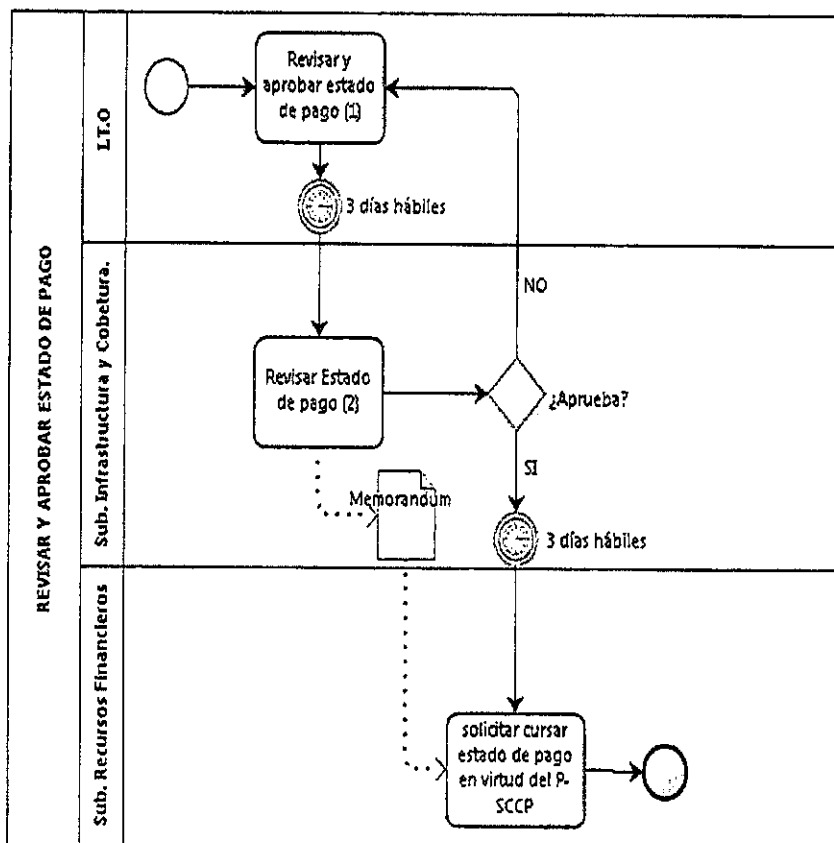 REVISAR Y APROBAR ESTADO DE PAGO
I.T.O
Revisar y
aprobar estado
de pago (1)
3 días hábiles
Sub. Infrastructura y Cobetura.
NO
Revisar Estado
de pago (2)
¿Aprueba?
SI
Memorandum
3 días hábiles
Sub. Recursos Financieros
solicitar cursar
estado de pago
en virtud del P-
SCCP